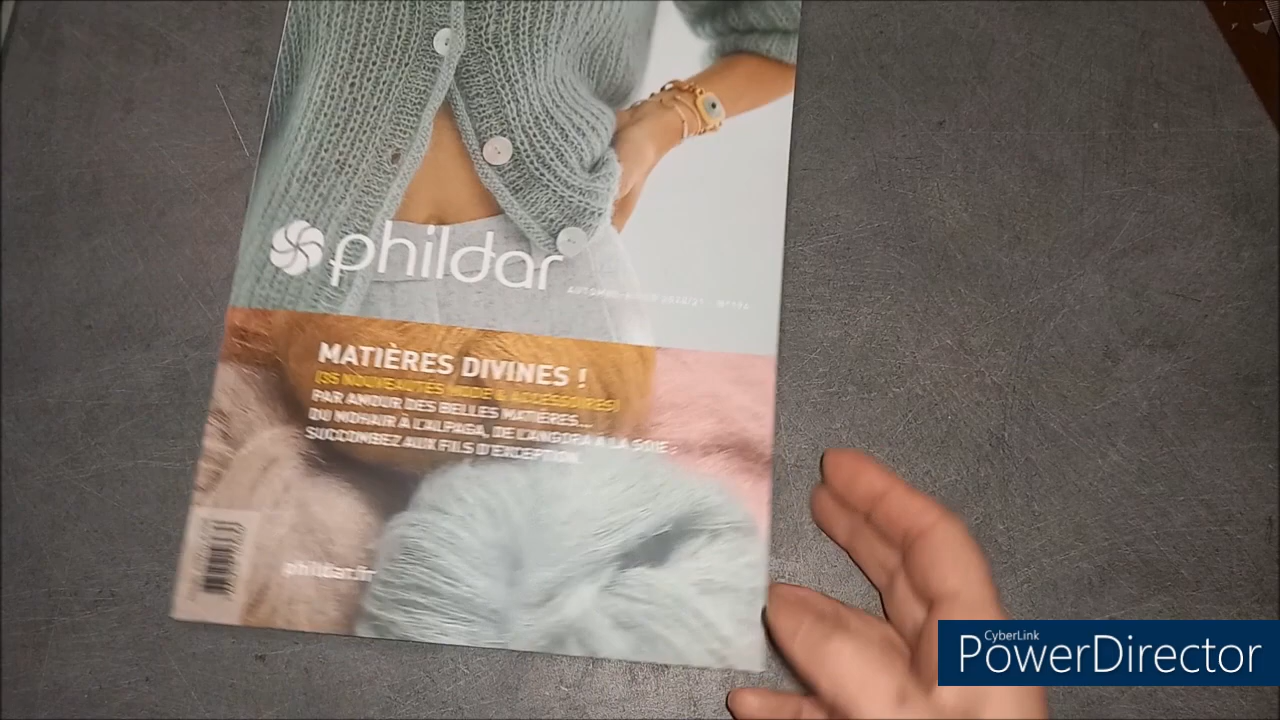 phildar
MATIÈRES DIVINES !
(35 NOUVEAUTÉS MODE & ACCESSOIRES)
PAR AMOUR DES BELLES MATIÈRES...
DU MOHAIR À L'ALPAGA, DE L'ANGORA À LA SOIE :
SUCCOMBEZ AUX FILS D'EXCEPTION.
phildar.fr
CyberLink
PowerDirector